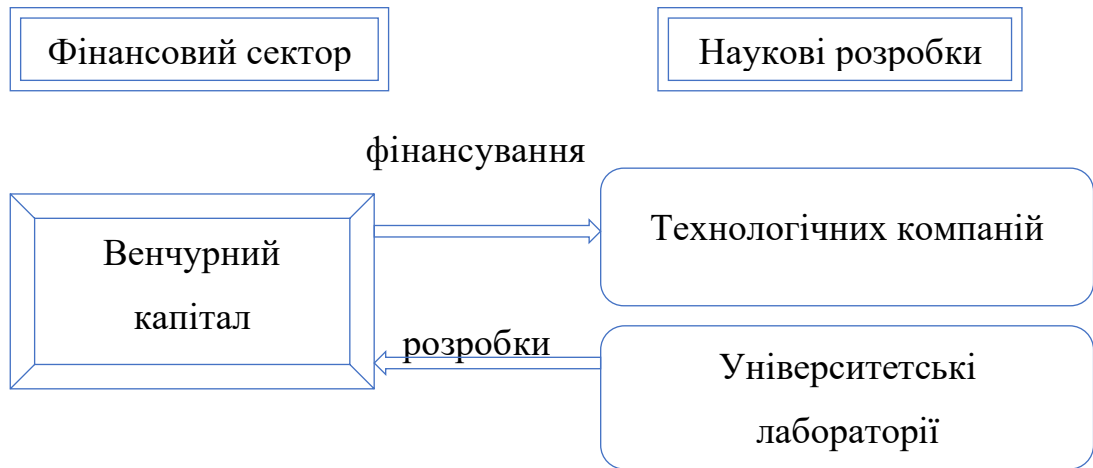 Фінансовий сектор
Наукові розробки
фінансування
Технологічних компаній
Венчурний
капітал
розробки
Університетські
лабораторії